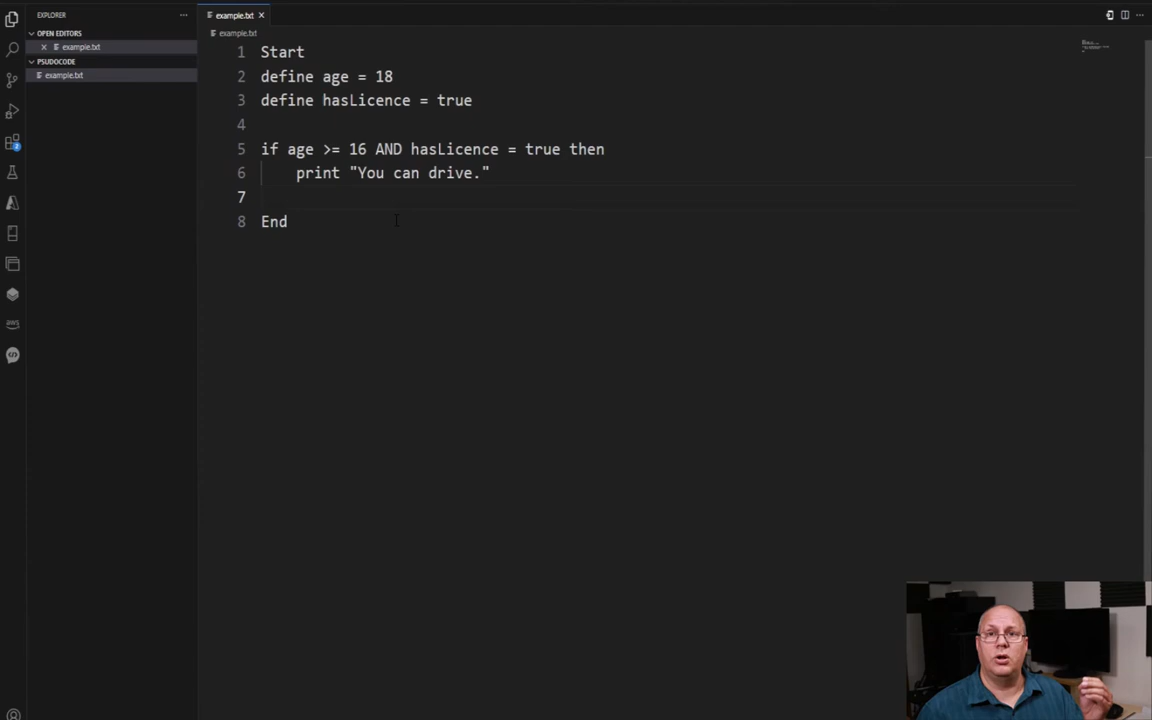 EXPLORER
example.txt
OPEN EDITORS
example.txt
example.txt
PSUDOCODE
example.txt
1 Start
2 define age = 18
3 define hasLicence = true
4
5 if age >= 16 AND hasLicence = true then
6 print "You can drive."
7
8 End
2
aws